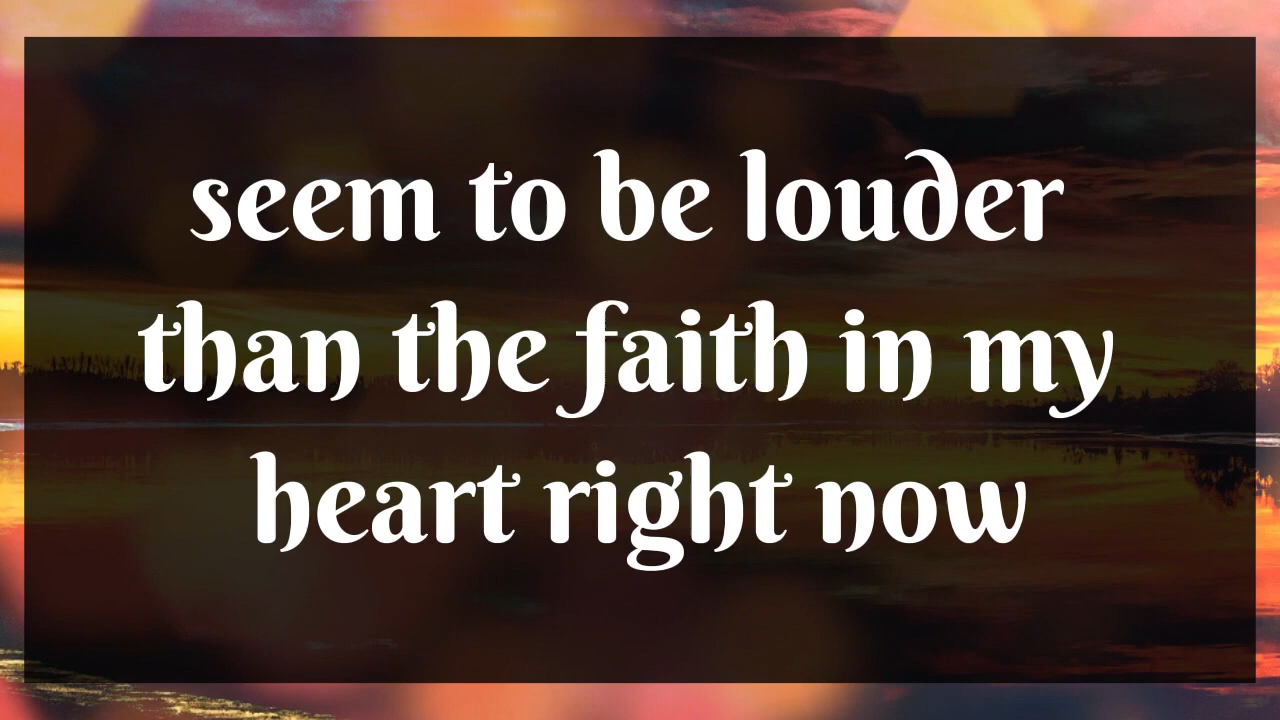 seem to be louder
than the faith in my
heart right now